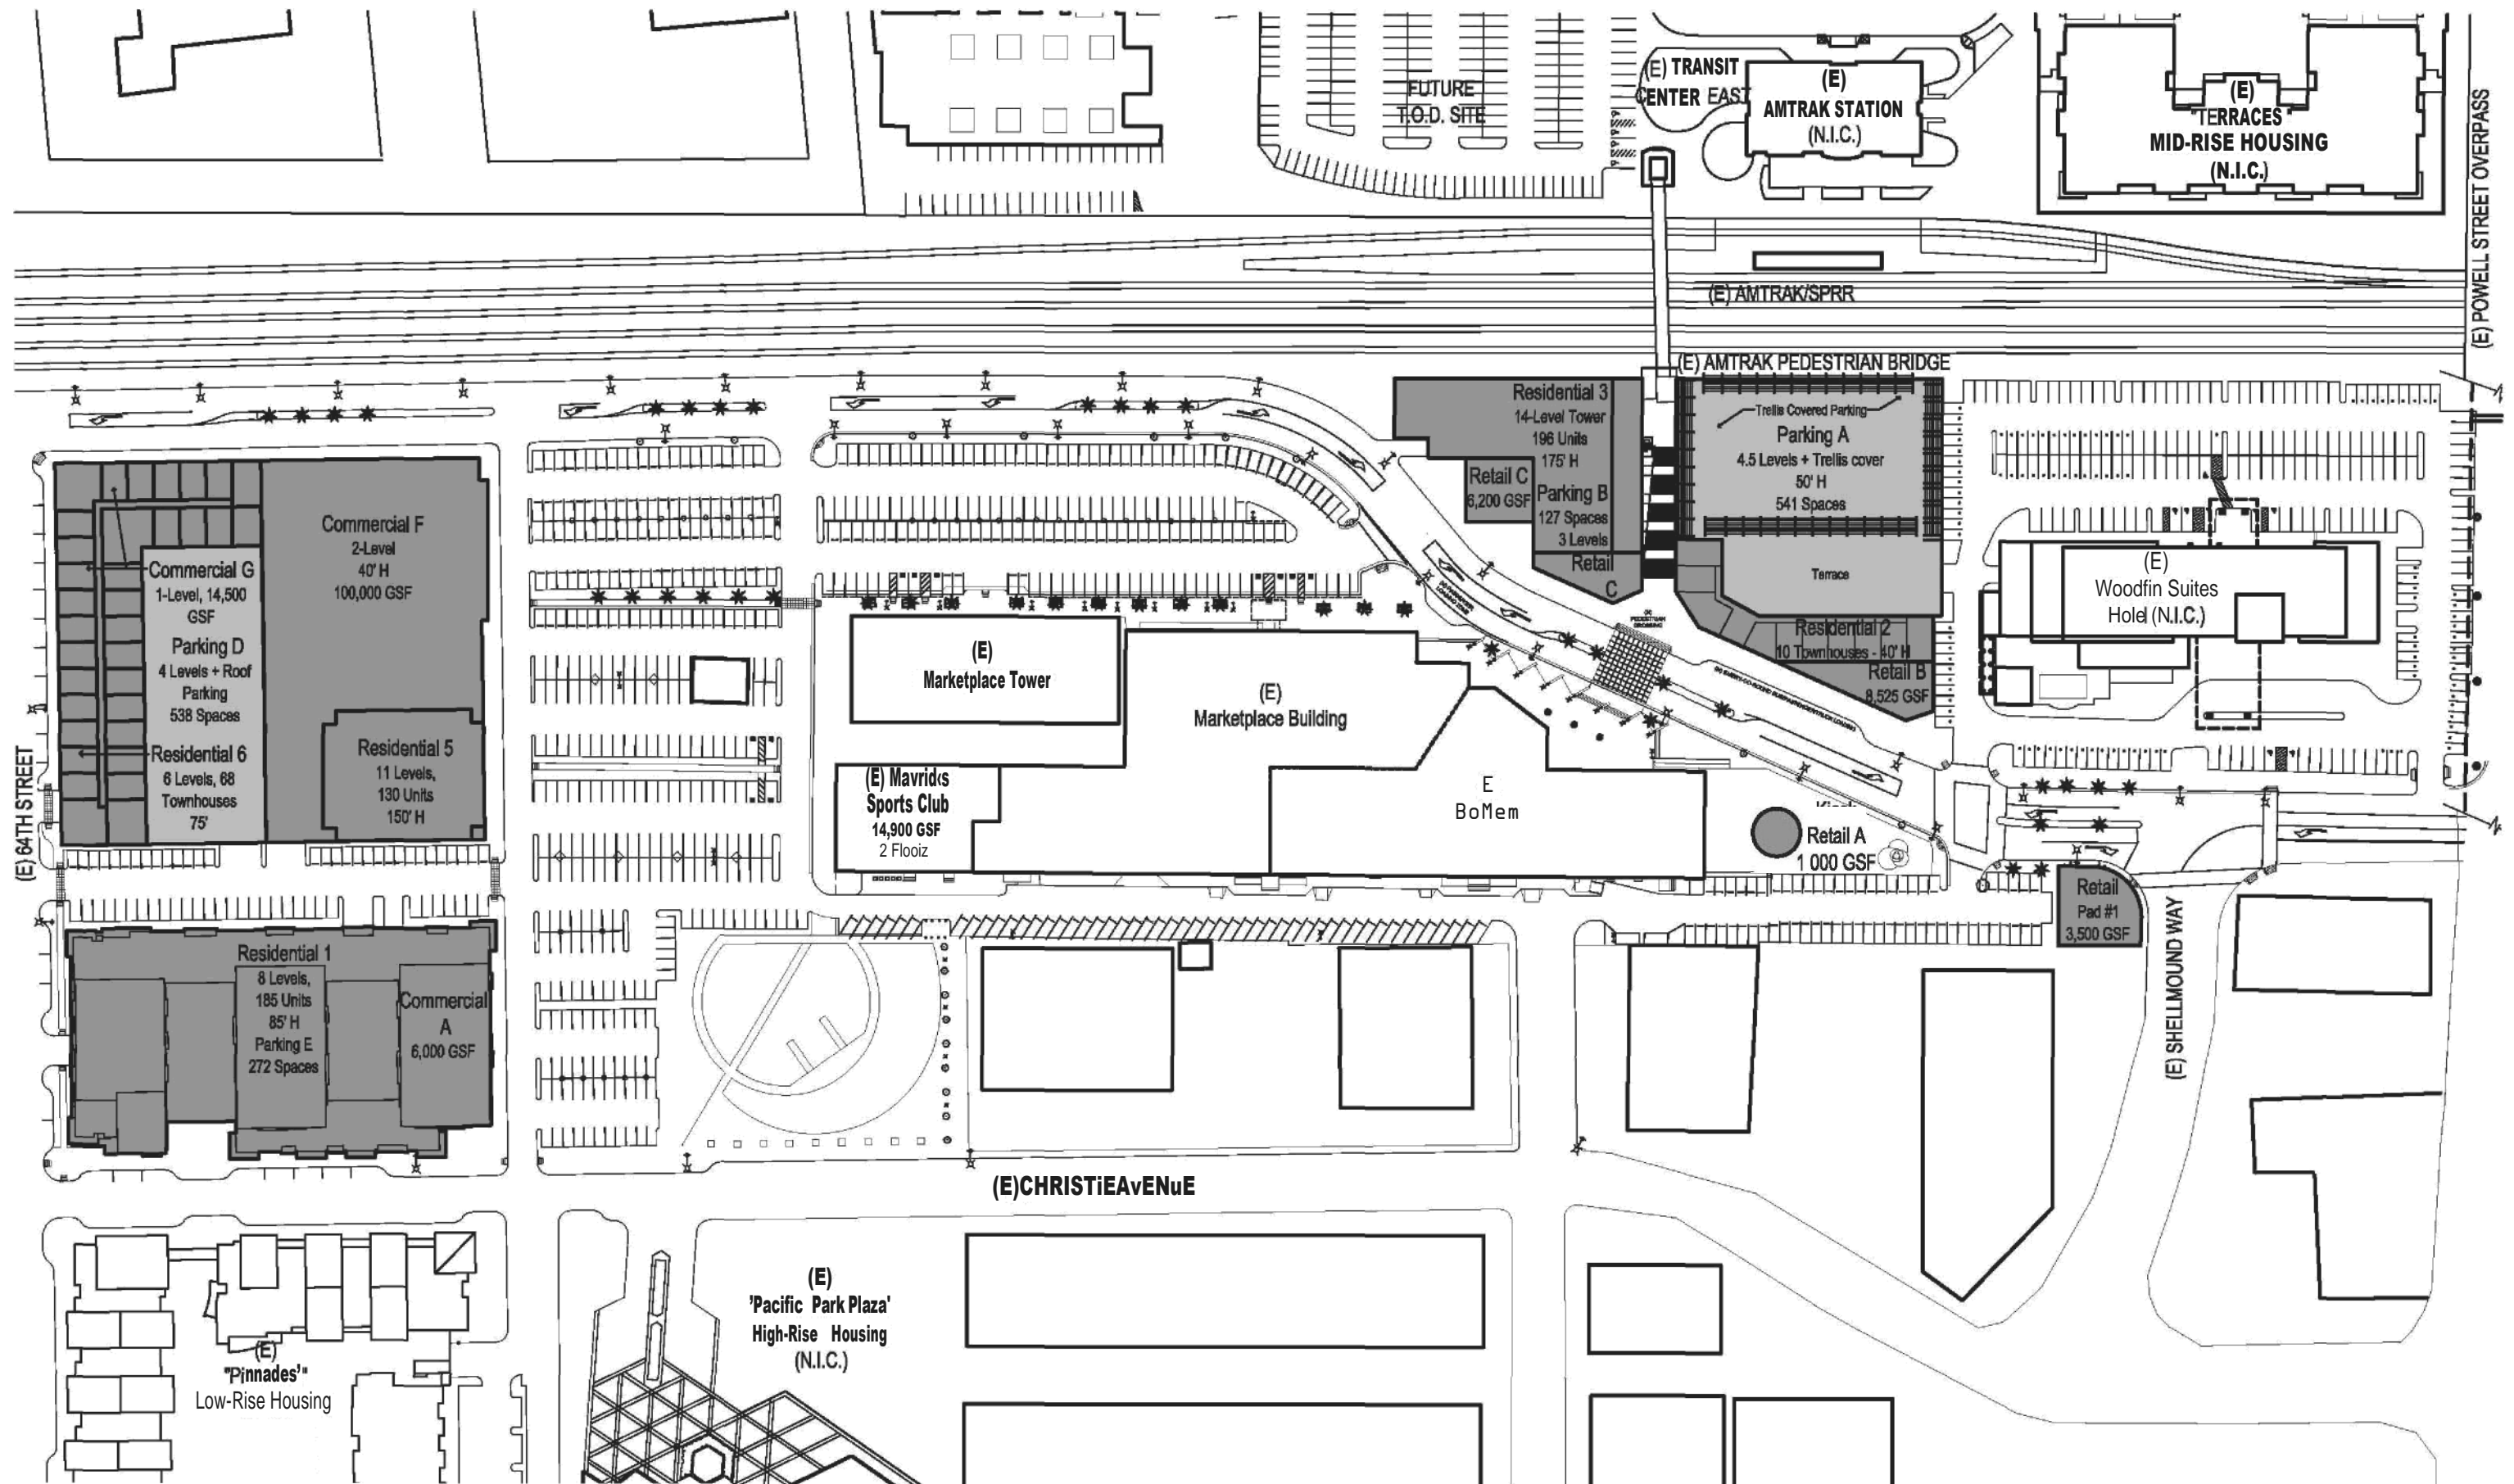 FUTURE
T.O.D. SITE
(E) TRANSIT
CENTER EAST
(E)
AMTRAK STATION
(N.I.C.)
(E)
"TERRACES"
MID-RISE HOUSING
(N.I.C.)
(E) POWELL STREET OVERPASS
(E) AMTRAK/SPRR
(E) AMTRAK PEDESTRIAN BRIDGE
Residential 3
14-Level Tower
196 Units
175' H
Retail C
6,200 GSF
Parking B
127 Spaces
3 Levels
Retail
C
Trellis Covered Parking
Parking A
4.5 Levels + Trellis cover
50' H
541 Spaces
Terrace
Residential 2
10 Townhouses - 40' H
Retail B
8,525 GSF
(E)
Woodfin Suites
Hotel (N.I.C.)
Commercial F
2-Level
40' H
100,000 GSF
Commercial G
1-Level, 14,500
GSF
Parking D
4 Levels + Roof
Parking
538 Spaces
Residential 6
6 Levels, 68
Townhouses
75'
Residential 5
11 Levels,
130 Units
150' H
(E) 64TH STREET
(E)
Marketplace Tower
(E)
Marketplace Building
PEDESTRIAN
CROSSING
(E) Mavricks
Sports Club
14,900 GSF
2 Flooiz
E
BoMem
Retail A
1 000 GSF
Retail
Pad #1
3,500 GSF
(E) SHELLMOUND WAY
Residential 1
8 Levels,
185 Units
85' H
Parking E
272 Spaces
Commercial
A
6,000 GSF
(E)CHRISTiEAvENuE
(E)
'Pacific Park Plaza'
High-Rise Housing
(N.I.C.)
(E)
"Pinnades'"
Low-Rise Housing